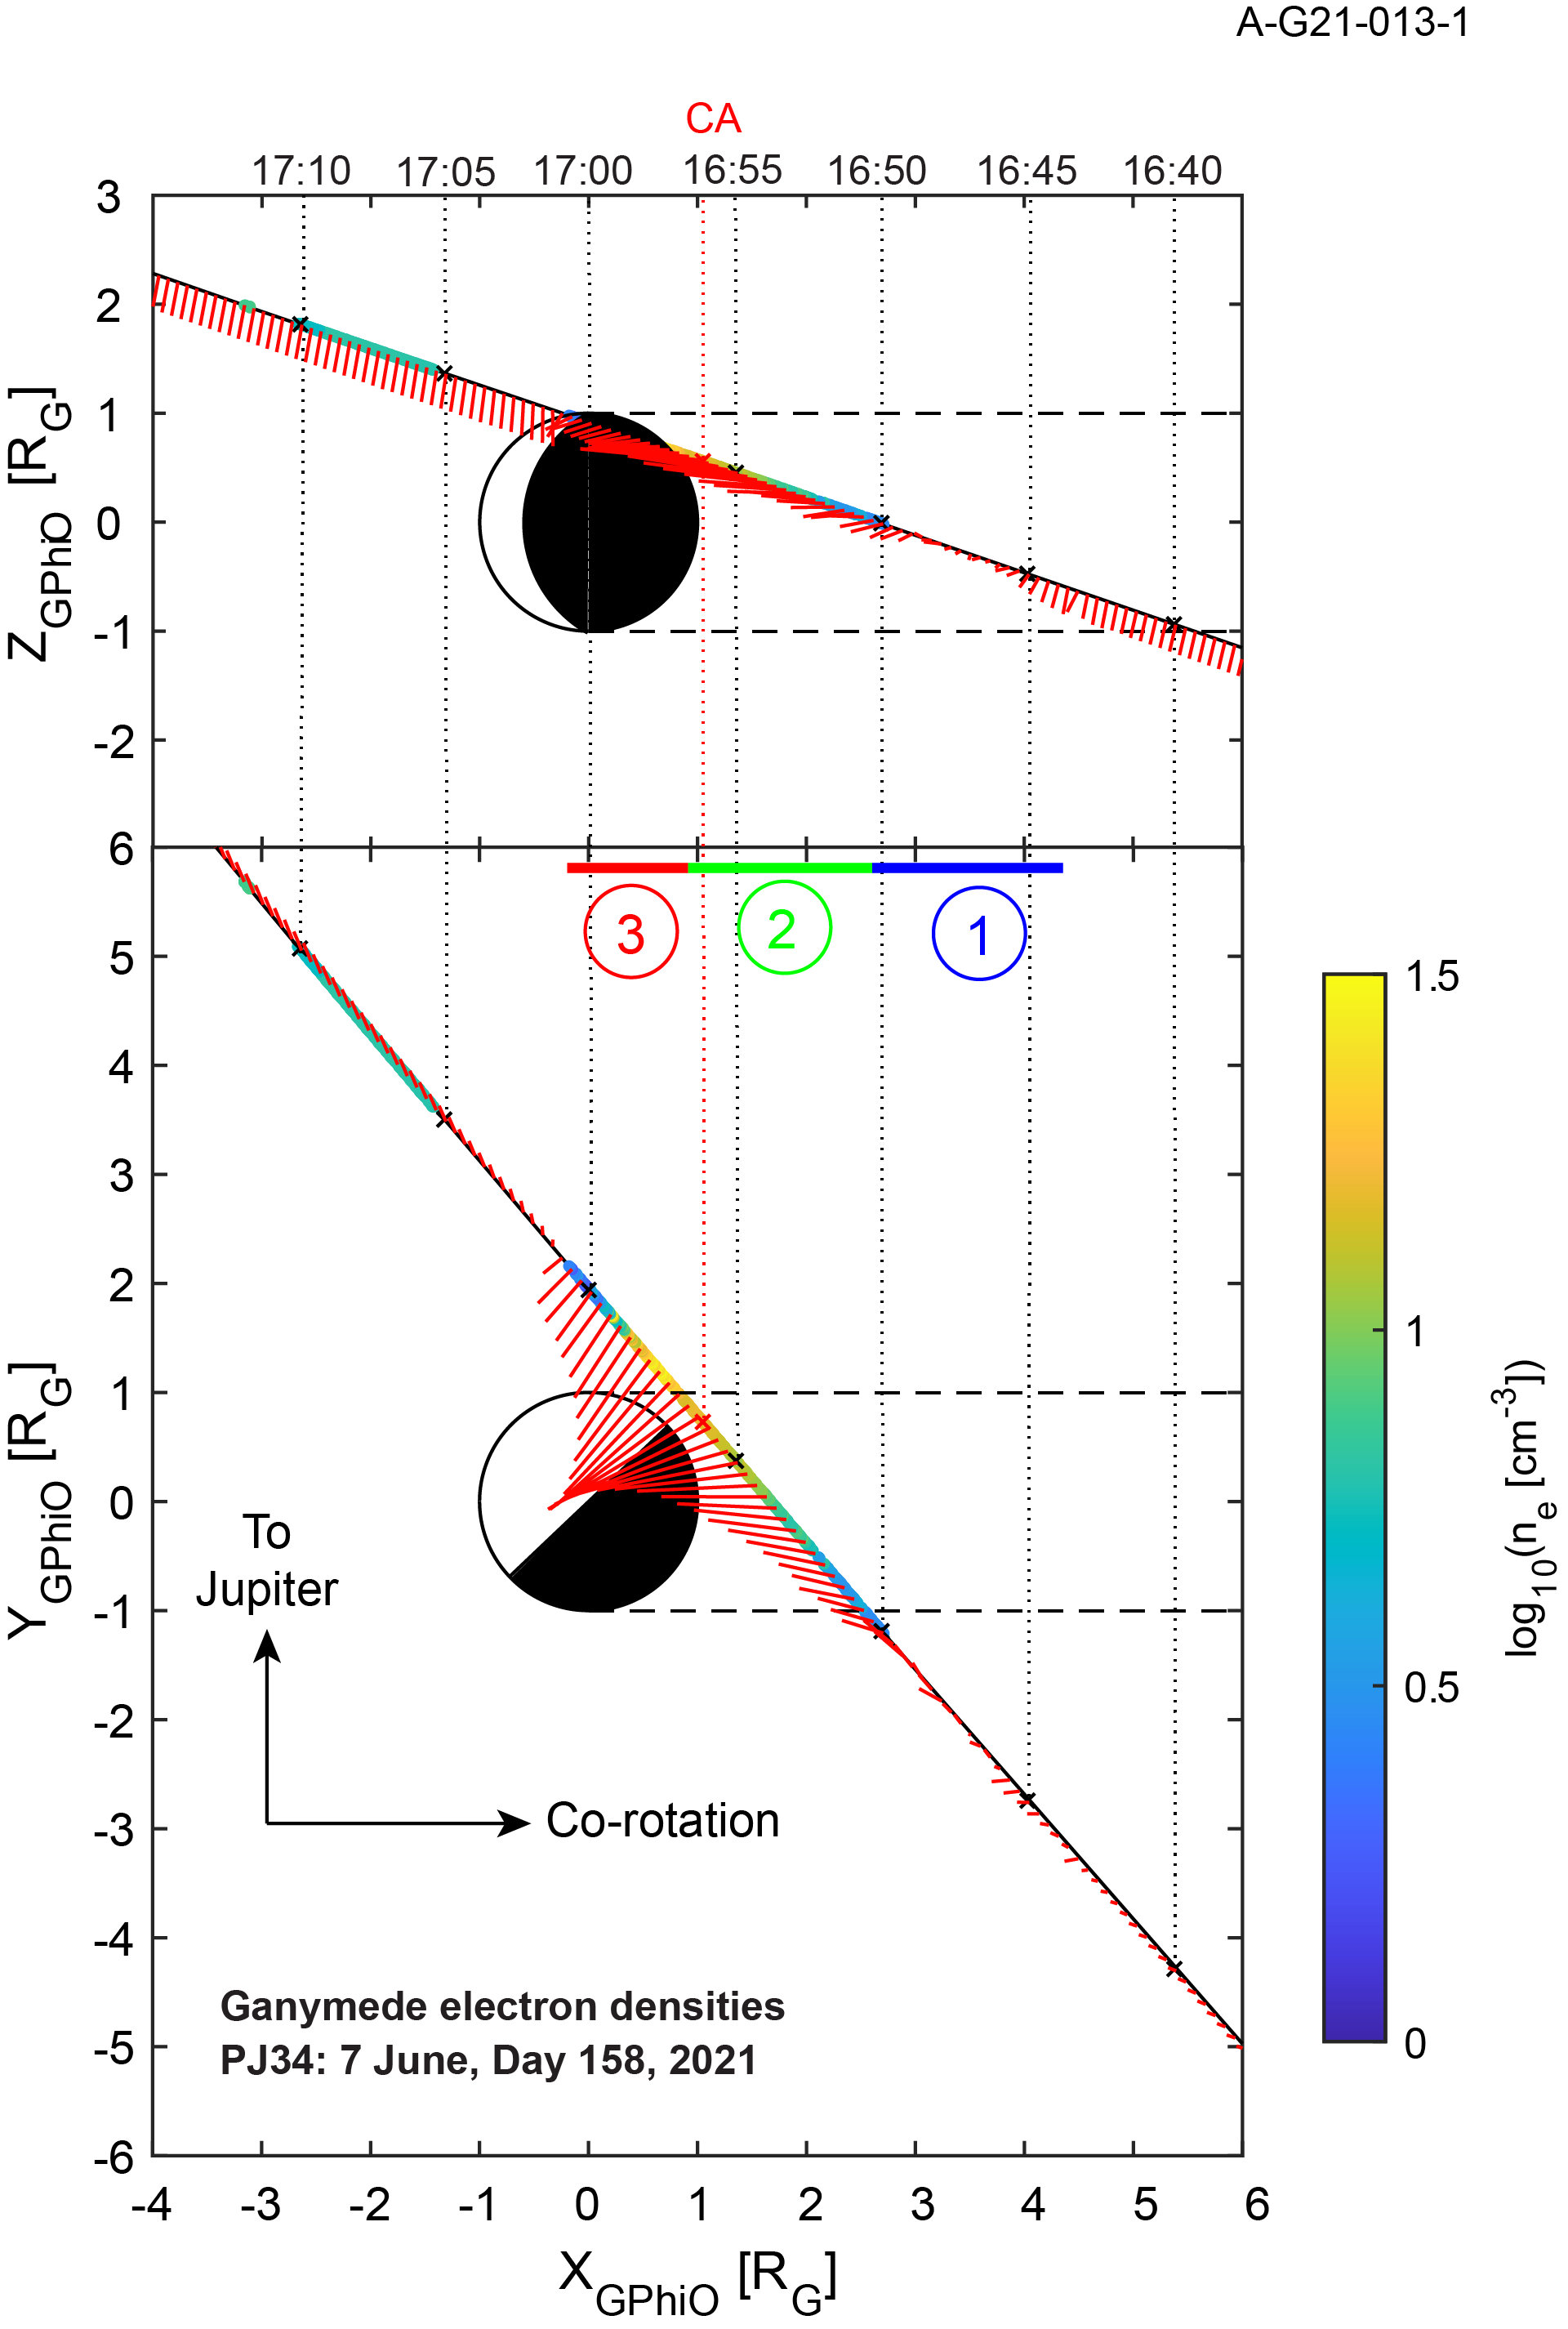 A-G21-013-1
CA
17:10 17:05 17:00 16:55 16:50 16:45 16:40
3
2
1
0
-1
-2
Z_GPhiO [R_G]
6
5
4
3
2
1
0
-1
-2
-3
-4
-5
-6
Y_GPhiO [R_G]
3 2 1
To
Jupiter
Co-rotation
Ganymede electron densities
PJ34: 7 June, Day 158, 2021
-4 -3 -2 -1 0 1 2 3 4 5 6
X_GPhiO [R_G]
1.5
1
0.5
0
log_10(n_e [cm^-3])